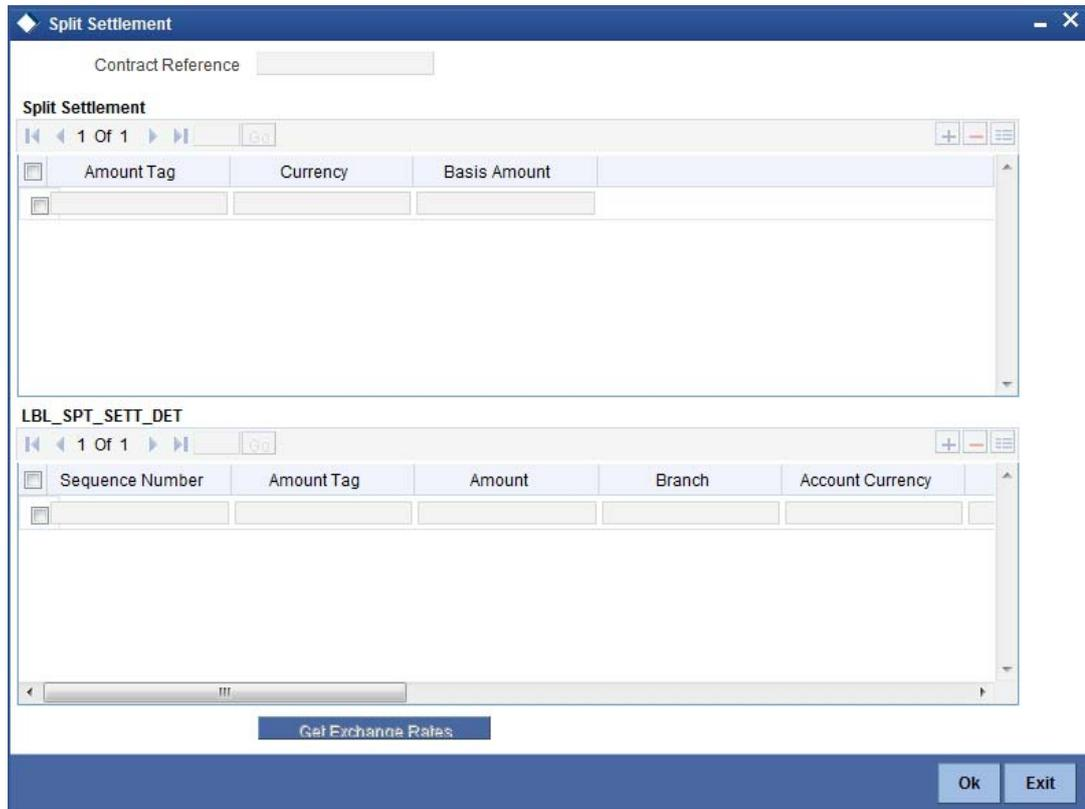 Split Settlement
Contract Reference
Split Settlement
1 Of 1 Go
Amount Tag Currency Basis Amount
LBL_SPT_SETT_DET
1 Of 1 Go
Sequence Number Amount Tag Amount Branch Account Currency
Get Exchange Rates
Ok Exit